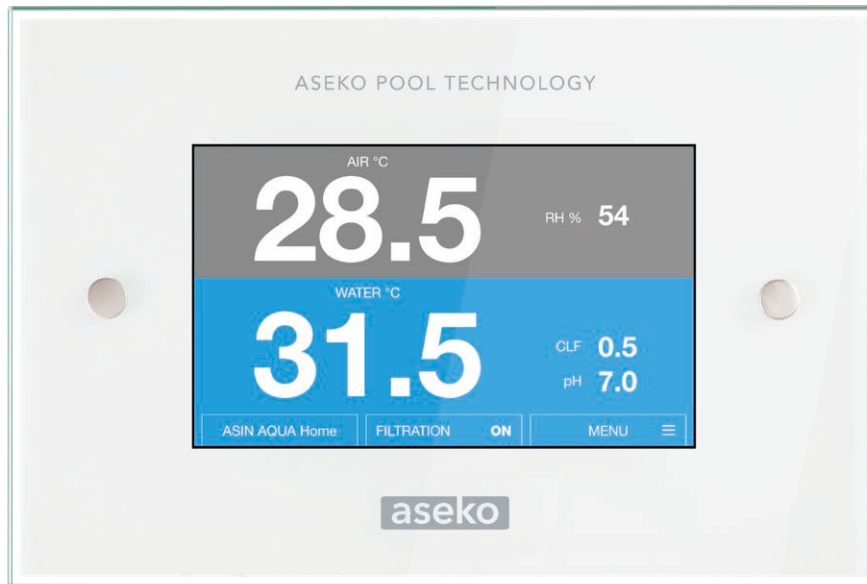 ASEKO POOL TECHNOLOGY
AIR °C
28.5
RH % 54
WATER °C
31.5
CLF 0.5
pH 7.0
ASIN AQUA Home FILTRATION ON MENU ☰
aseko